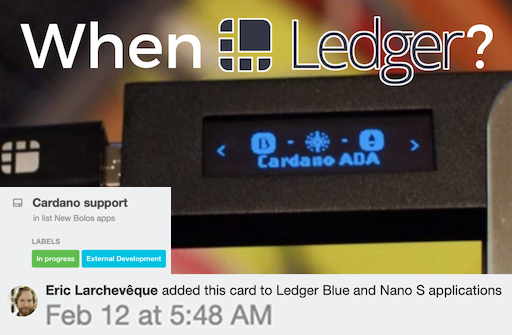 When Ledger?
Cardano ADA
Cardano support
in list New Bolos apps
LABELS
In progress External Development
Eric Larchevêque added this card to Ledger Blue and Nano S applications
Feb 12 at 5:48 AM